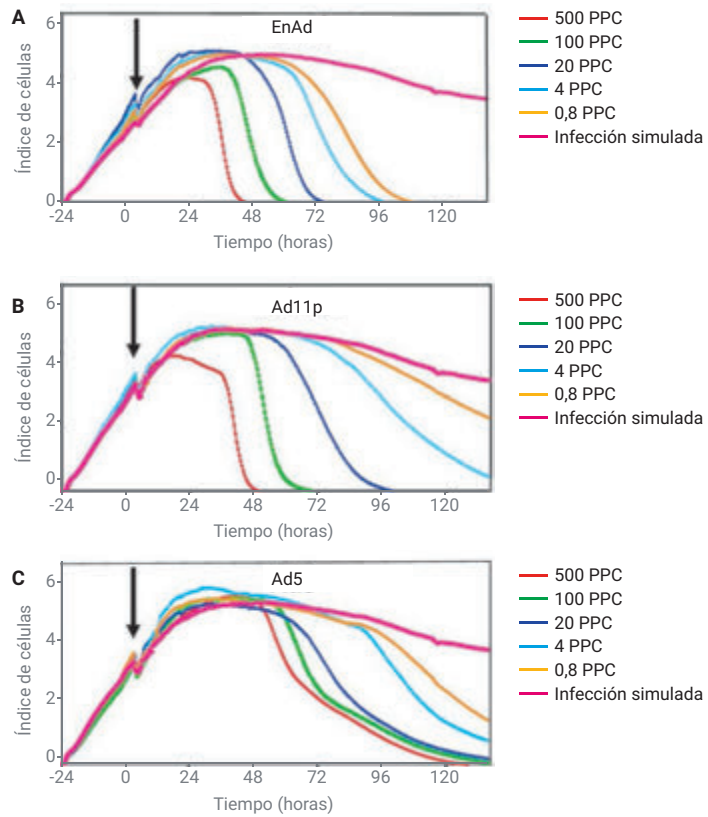 A
EnAd
Índice de células
6
4
2
0
-24 0 24 48 72 96 120
Tiempo (horas)
500 PPC
100 PPC
20 PPC
4 PPC
0,8 PPC
Infección simulada
B
Ad11p
Índice de células
6
4
2
0
-24 0 24 48 72 96 120
Tiempo (horas)
500 PPC
100 PPC
20 PPC
4 PPC
0,8 PPC
Infección simulada
C
Ad5
Índice de células
6
4
2
0
-24 0 24 48 72 96 120
Tiempo (horas)
500 PPC
100 PPC
20 PPC
4 PPC
0,8 PPC
Infección simulada